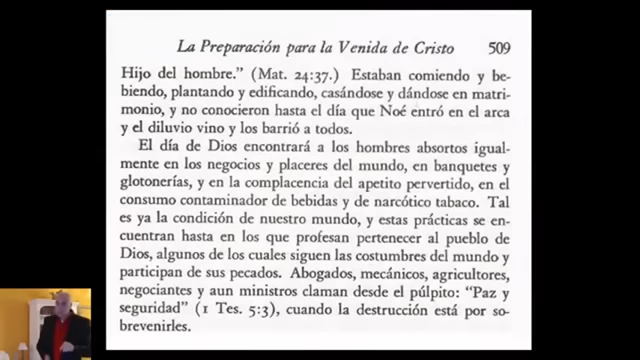 La Preparación para la Venida de Cristo 509
Hijo del hombre." (Mat. 24:37.) Estaban comiendo y be-
biendo, plantando y edificando, casándose y dándose en matri-
monio, y no conocieron hasta el día que Noé entró en el arca
y el diluvio vino y los barrió a todos.
El día de Dios encontrará a los hombres absortos igual-
mente en los negocios y placeres del mundo, en banquetes y
glotonerías, y en la complacencia del apetito pervertido, en el
consumo contaminador de bebidas y de narcótico tabaco. Tal
es ya la condición de nuestro mundo, y estas prácticas se en-
cuentran hasta en los que profesan pertenecer al pueblo de
Dios, algunos de los cuales siguen las costumbres del mundo y
participan de sus pecados. Abogados, mecánicos, agricultores,
negociantes y aun ministros claman desde el púlpito: "Paz y
seguridad" (1 Tes. 5:3), cuando la destrucción está por so-
brevenirles.